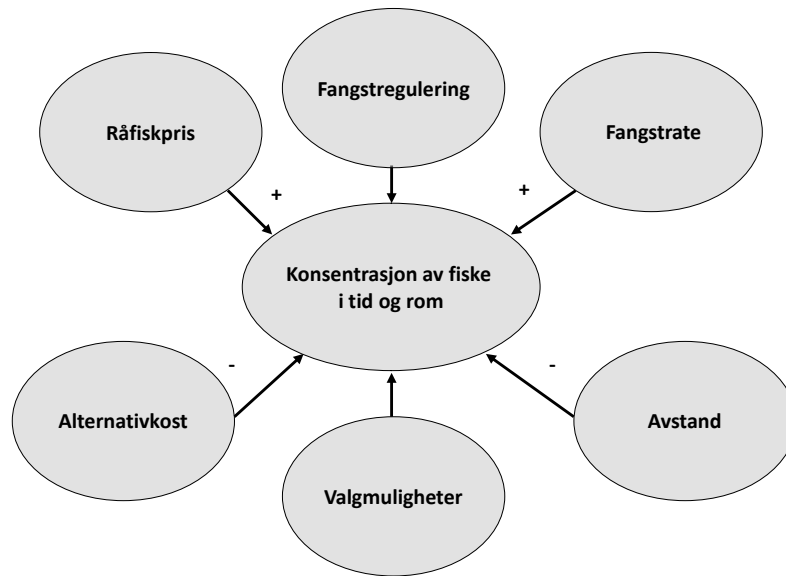 Fangstregulering
Råfiskpris
Fangstrate
+
+
Konsentrasjon av fiske
i tid og rom
-
-
Alternativkost
Avstand
Valgmuligheter